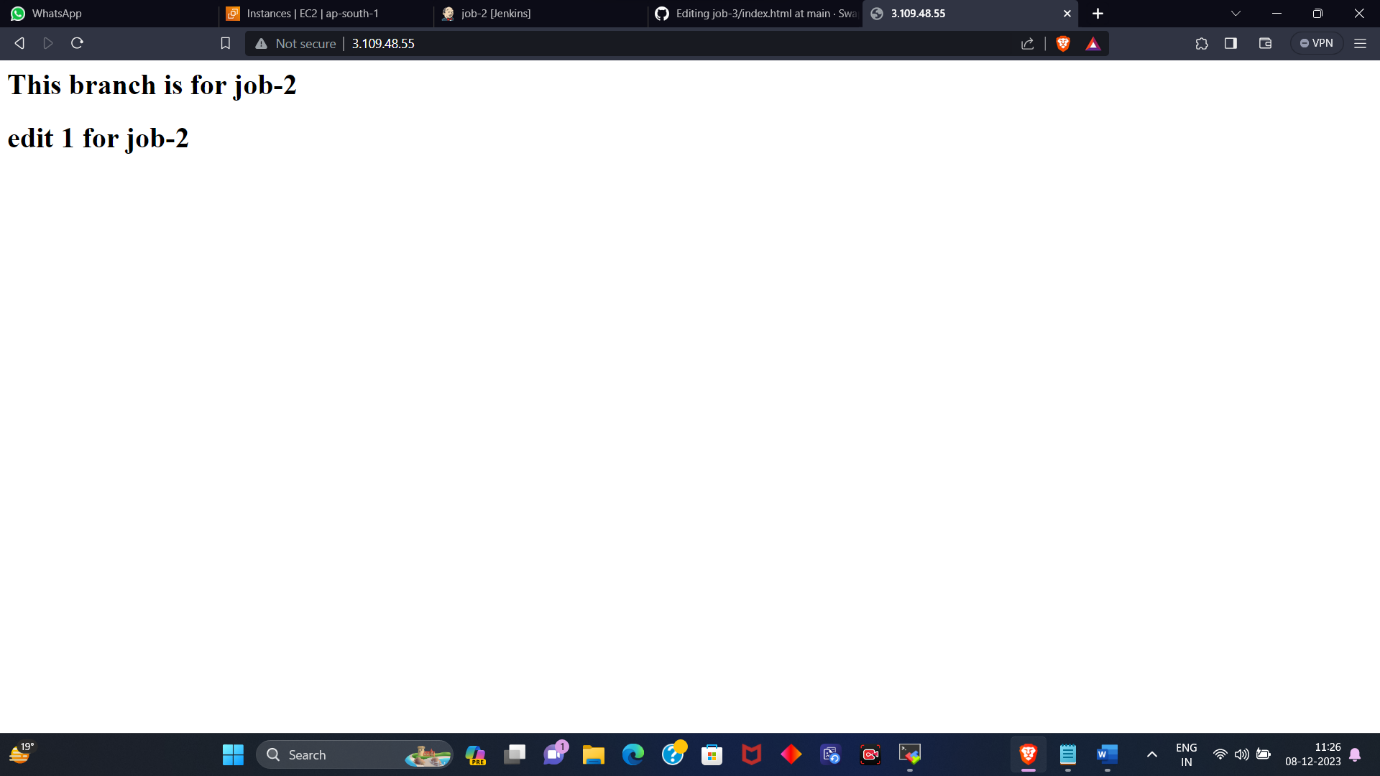 WhatsApp
Instances | EC2 | ap-south-1
job-2 [Jenkins]
Editing job-3/index.html at main · Swa
3.109.48.55
Not secure
3.109.48.55
VPN
This branch is for job-2
edit 1 for job-2
19°
Search
PRE
1
ENG
IN
11:26
08-12-2023